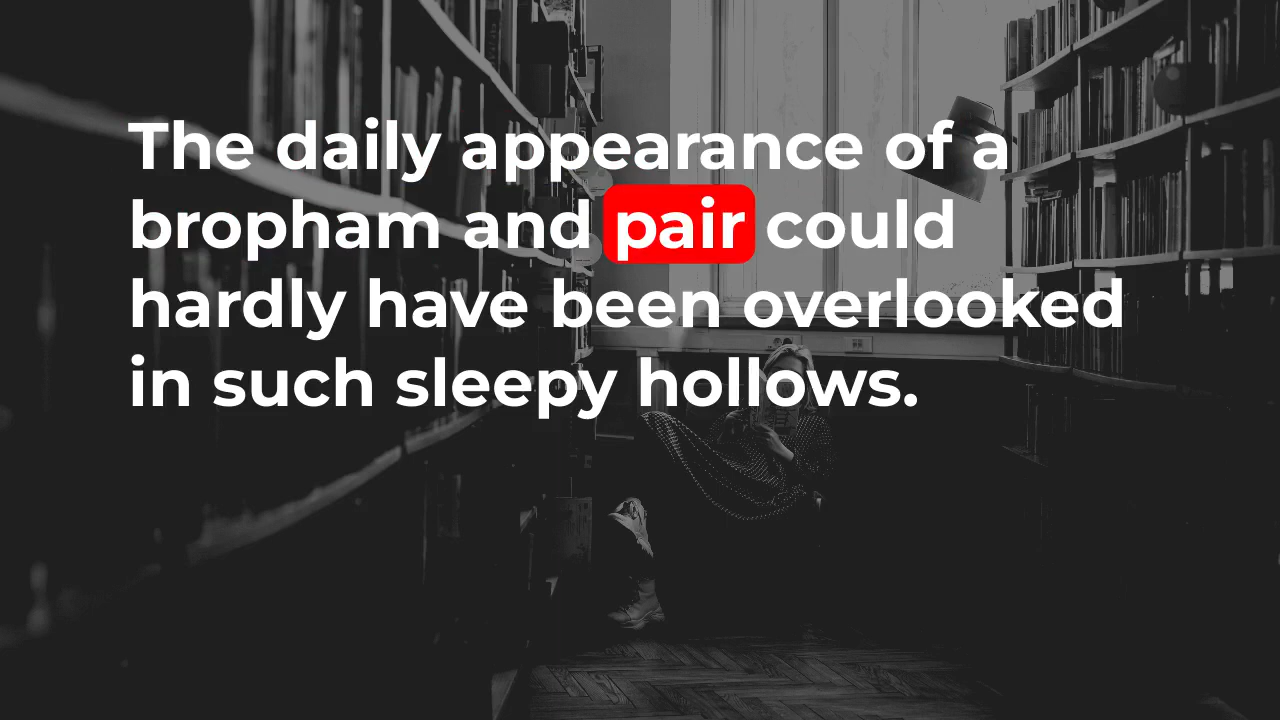 The daily appearance of a
bropham and pair could
hardly have been overlooked
in such sleepy hollows.